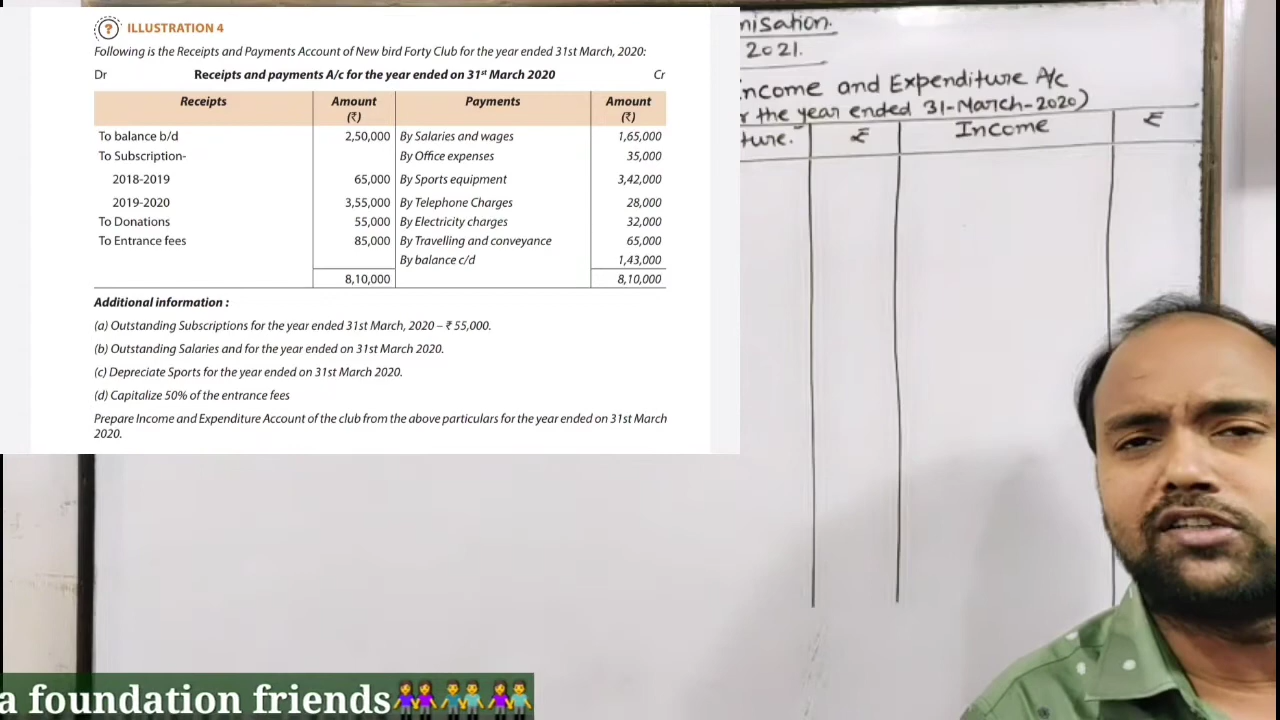 ? ILLUSTRATION 4
Following is the Receipts and Payments Account of New bird Forty Club for the year ended 31st March, 2020:
Dr Receipts and payments A/c for the year ended on 31st March 2020 Cr
Receipts Amount (₹) Payments Amount (₹)
To balance b/d 2,50,000 By Salaries and wages 1,65,000
To Subscription- By Office expenses 35,000
2018-2019 65,000 By Sports equipment 3,42,000
2019-2020 3,55,000 By Telephone Charges 28,000
To Donations 55,000 By Electricity charges 32,000
To Entrance fees 85,000 By Travelling and conveyance 65,000
By balance c/d 1,43,000
8,10,000 8,10,000
Additional information :
(a) Outstanding Subscriptions for the year ended 31st March, 2020 – ₹ 55,000.
(b) Outstanding Salaries and for the year ended on 31st March 2020.
(c) Depreciate Sports for the year ended on 31st March 2020.
(d) Capitalize 50% of the entrance fees
Prepare Income and Expenditure Account of the club from the above particulars for the year ended on 31st March
2020.
nisation.
2021.
ncome and Expenditure A/c
r the year ended 31-March-2020)
ture. ₹ Income ₹
a foundation friends👭👬👫👬